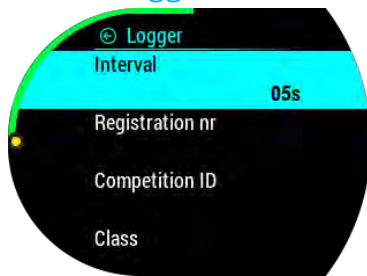 Logger
Interval
05s
Registration nr
Competition ID
Class